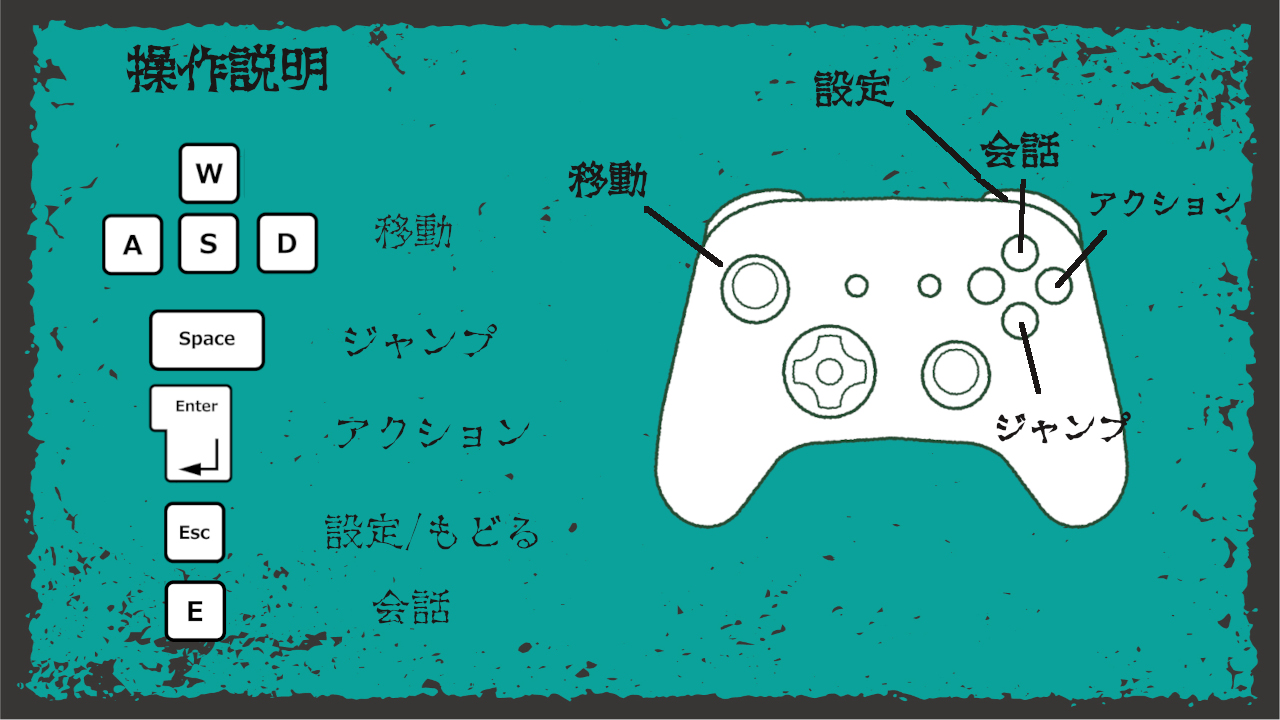 操作説明
W
A S D
移動
Space
ジャンプ
Enter
アクション
Esc
設定/もどる
E
会話
設定
会話
移動
アクション
ジャンプ